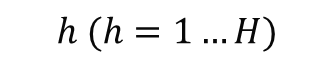 h (h = 1 … H)